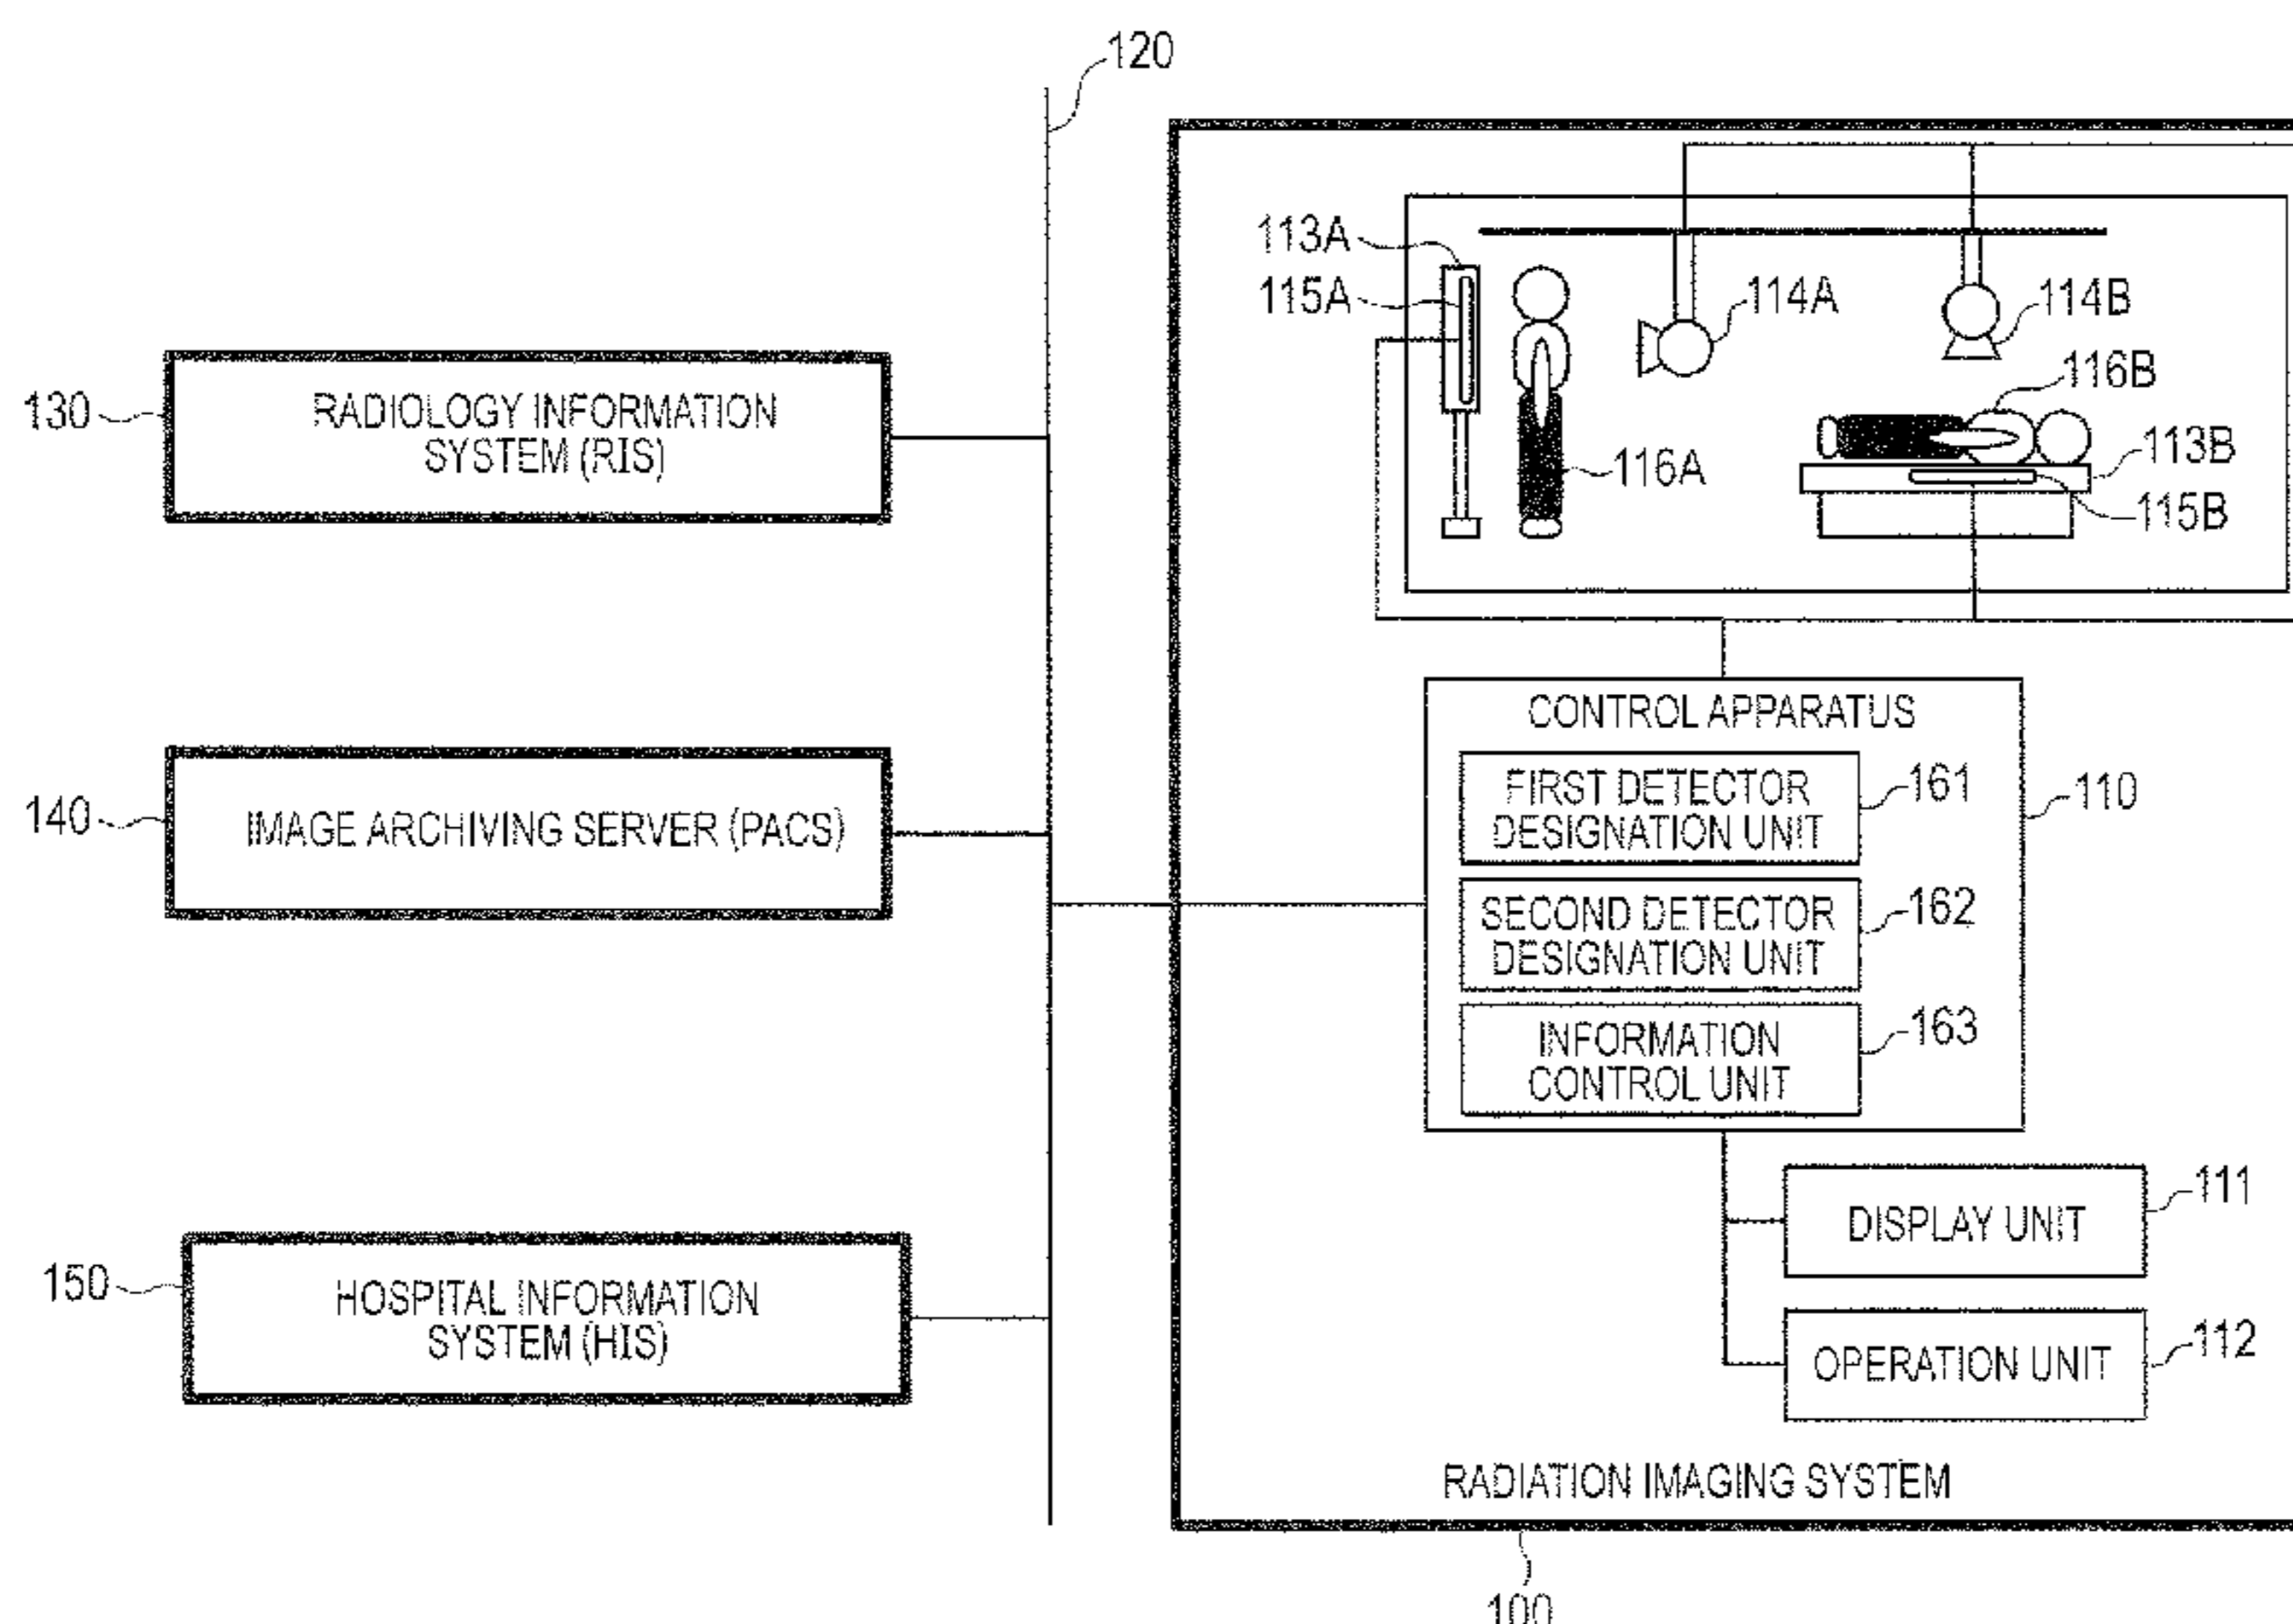 120
113A
115A
114A
114B
116B
116A
113B
115B
130
RADIOLOGY INFORMATION
SYSTEM (RIS)
140
IMAGE ARCHIVING SERVER (PACS)
150
HOSPITAL INFORMATION
SYSTEM (HIS)
CONTROL APPARATUS
110
FIRST DETECTOR
DESIGNATION UNIT
161
SECOND DETECTOR
DESIGNATION UNIT
162
INFORMATION
CONTROL UNIT
163
DISPLAY UNIT
111
OPERATION UNIT
112
RADIATION IMAGING SYSTEM
100